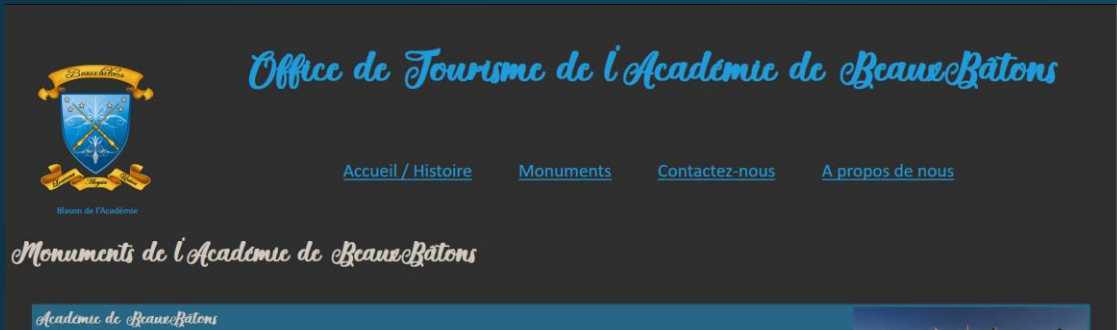 Office de Tourisme de l'Académie de BeauxBâtons
Beauxbâtons
Accueil / Histoire Monuments Contactez-nous A propos de nous
Blason de l'Académie
Monuments de l'Académie de BeauxBâtons
Académie de BeauxBâtons